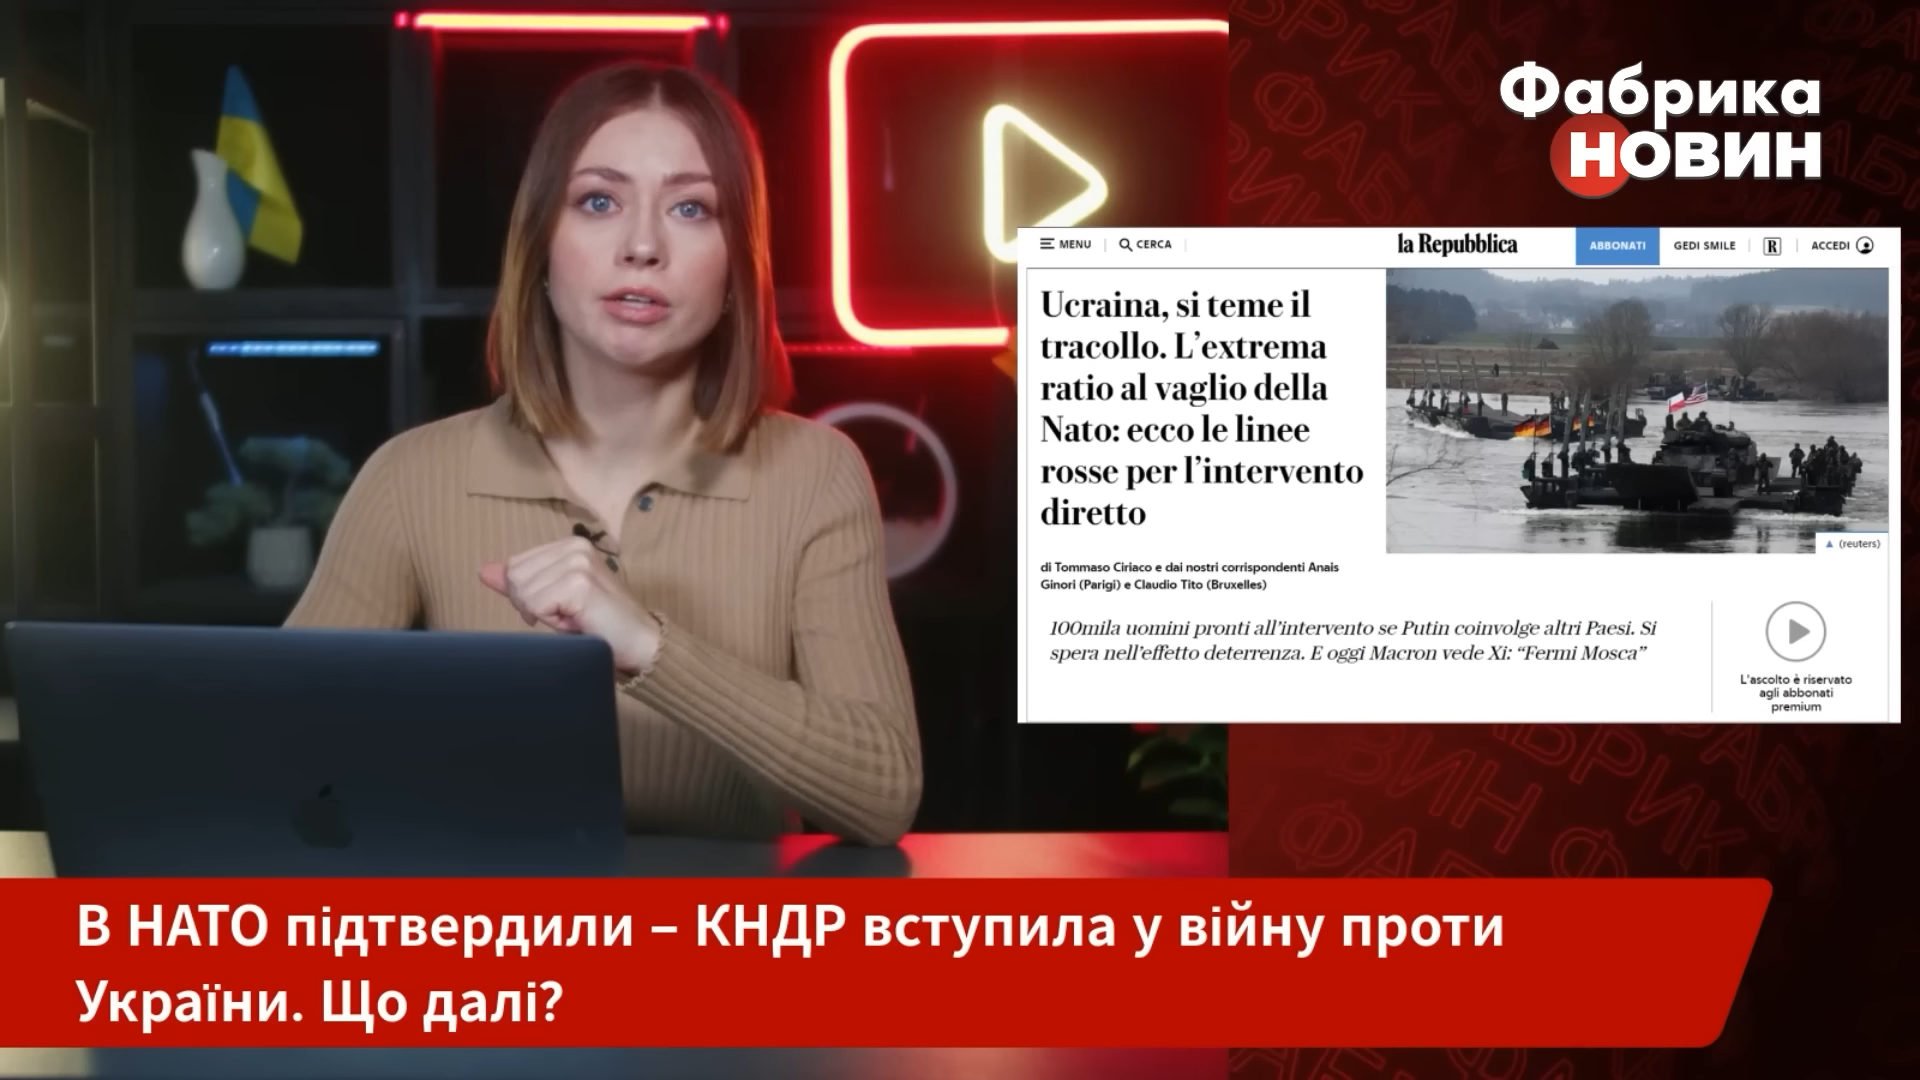 Фабрика
новин
MENU
CERCA
la Repubblica
ABBONATI
GEDI SMILE
R
ACCEDI
Ucraina, si teme il
tracollo. L’extrema
ratio al vaglio della
Nato: ecco le linee
rosse per l’intervento
diretto
(reuters)
di Tommaso Ciriaco e dai nostri corrispondenti Anais
Ginori (Parigi) e Claudio Tito (Bruxelles)
100mila uomini pronti all’intervento se Putin coinvolge altri Paesi. Si
spera nell’effetto deterrenza. E oggi Macron vede Xi: “Fermi Mosca”
L’ascolto è riservato
agli abbonati
premium
В НАТО підтвердили – КНДР вступила у війну проти
України. Що далі?